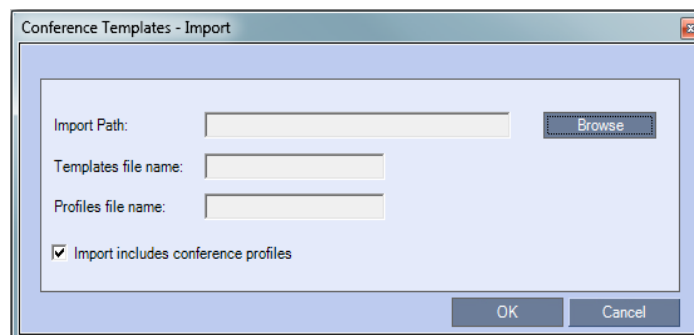 Conference Templates - Import
Import Path:
Browse
Templates file name:
Profiles file name:
Import includes conference profiles
OK
Cancel